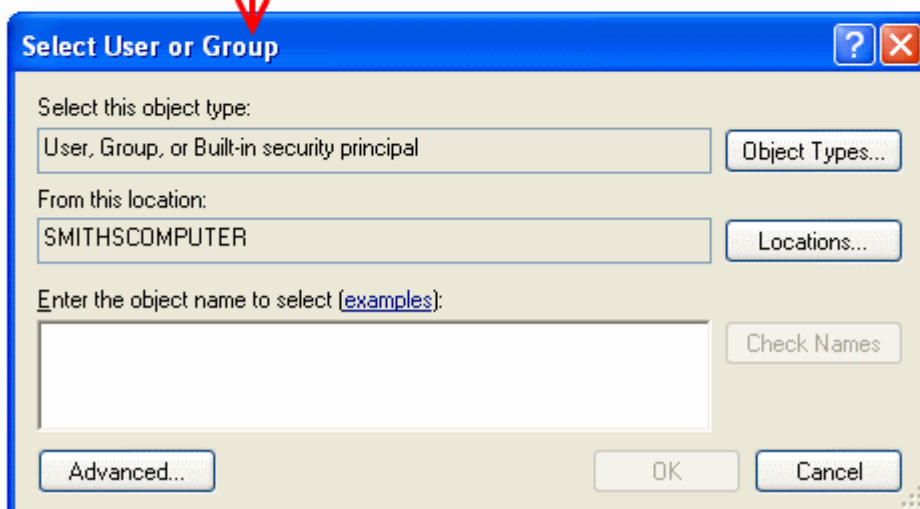 Select User or Group
Select this object type:
User, Group, or Built-in security principal
Object Types...
From this location:
SMITHSCOMPUTER
Locations...
Enter the object name to select (examples):
Check Names
Advanced...
OK
Cancel